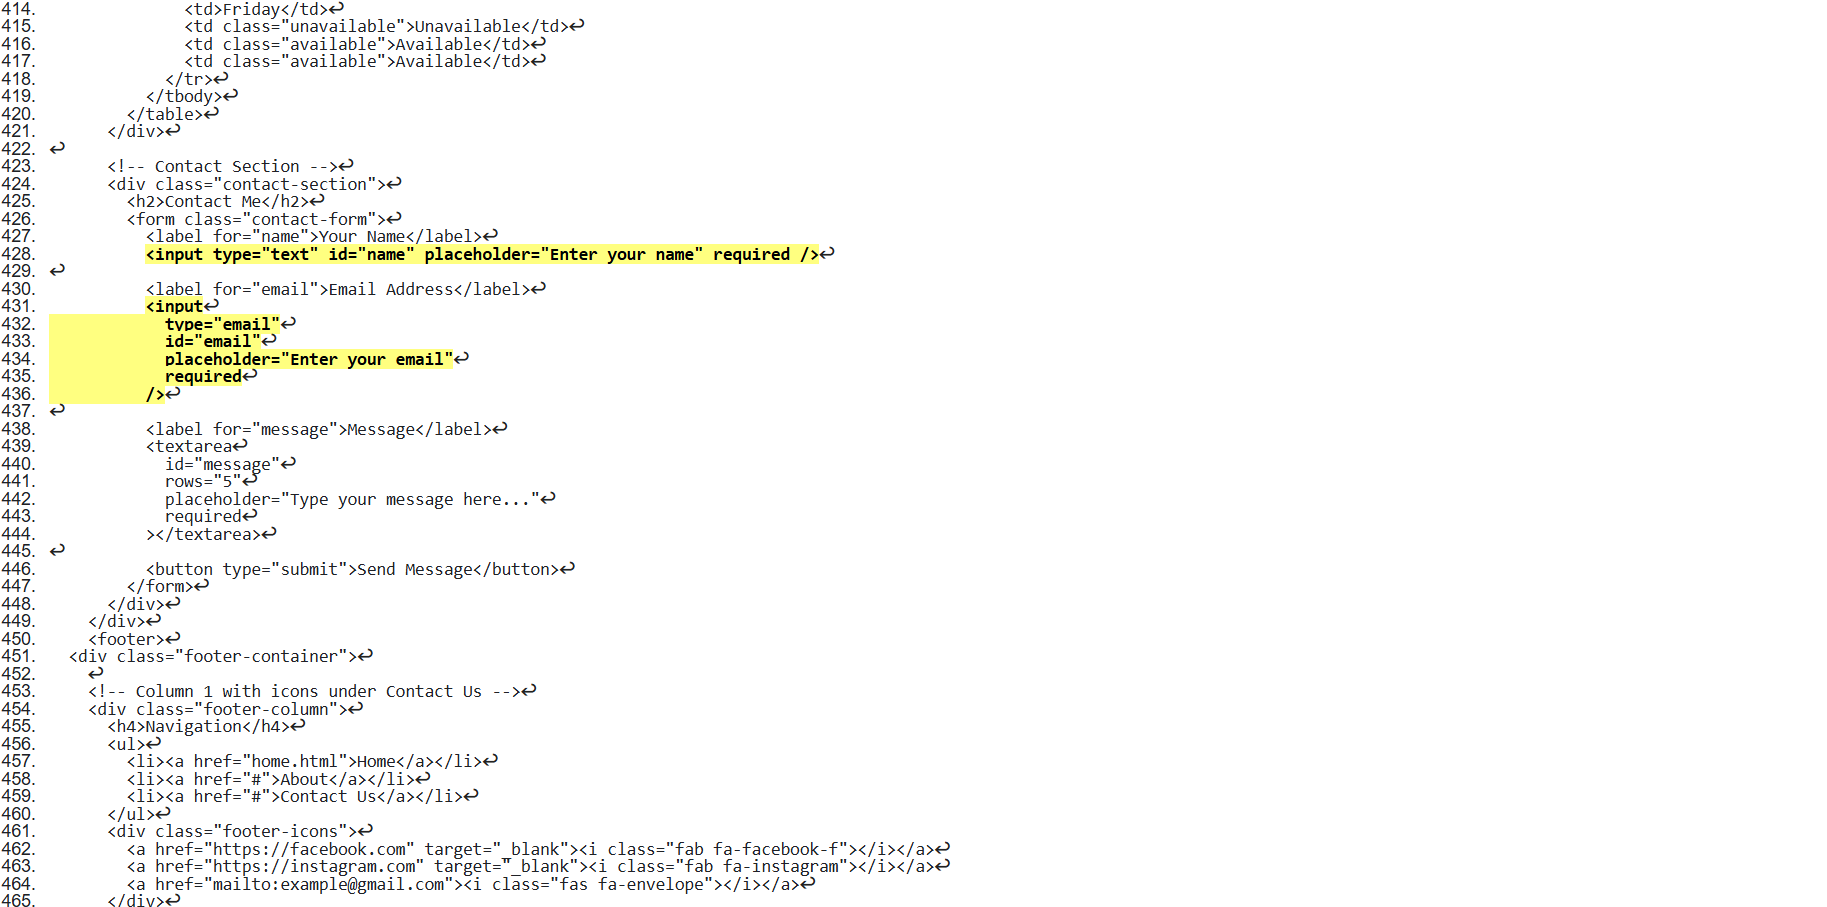 414. <td>Friday</td>↩
415. <td class="unavailable">Unavailable</td>↩
416. <td class="available">Available</td>↩
417. <td class="available">Available</td>↩
418. </tr>↩
419. </tbody>↩
420. </table>↩
421. </div>↩
422. ↩
423. <!-- Contact Section -->↩
424. <div class="contact-section">↩
425. <h2>Contact Me</h2>↩
426. <form class="contact-form">↩
427. <label for="name">Your Name</label>↩
428. <input type="text" id="name" placeholder="Enter your name" required />↩
429. ↩
430. <label for="email">Email Address</label>↩
431. <input↩
432. type="email"↩
433. id="email"↩
434. placeholder="Enter your email"↩
435. required↩
436. />↩
437. ↩
438. <label for="message">Message</label>↩
439. <textarea↩
440. id="message"↩
441. rows="5"↩
442. placeholder="Type your message here..."↩
443. required↩
444. ></textarea>↩
445. ↩
446. <button type="submit">Send Message</button>↩
447. </form>↩
448. </div>↩
449. </div>↩
450. <footer>↩
451. <div class="footer-container">↩
452. ↩
453. <!-- Column 1 with icons under Contact Us -->↩
454. <div class="footer-column">↩
455. <h4>Navigation</h4>↩
456. <ul>↩
457. <li><a href="home.html">Home</a></li>↩
458. <li><a href="#">About</a></li>↩
459. <li><a href="#">Contact Us</a></li>↩
460. </ul>↩
461. <div class="footer-icons">↩
462. <a href="https://facebook.com" target="_blank"><i class="fab fa-facebook-f"></i></a>↩
463. <a href="https://instagram.com" target="_blank"><i class="fab fa-instagram"></i></a>↩
464. <a href="mailto:example@gmail.com"><i class="fas fa-envelope"></i></a>↩
465. </div>↩